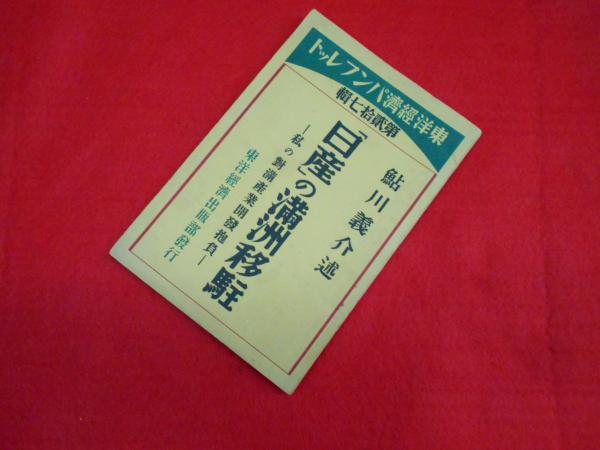 東洋經濟パンフレット
第貳拾七輯
鮎川義介述
「日産」の滿洲移駐
―私の對滿産業開發抱負―
東洋經濟出版部發行